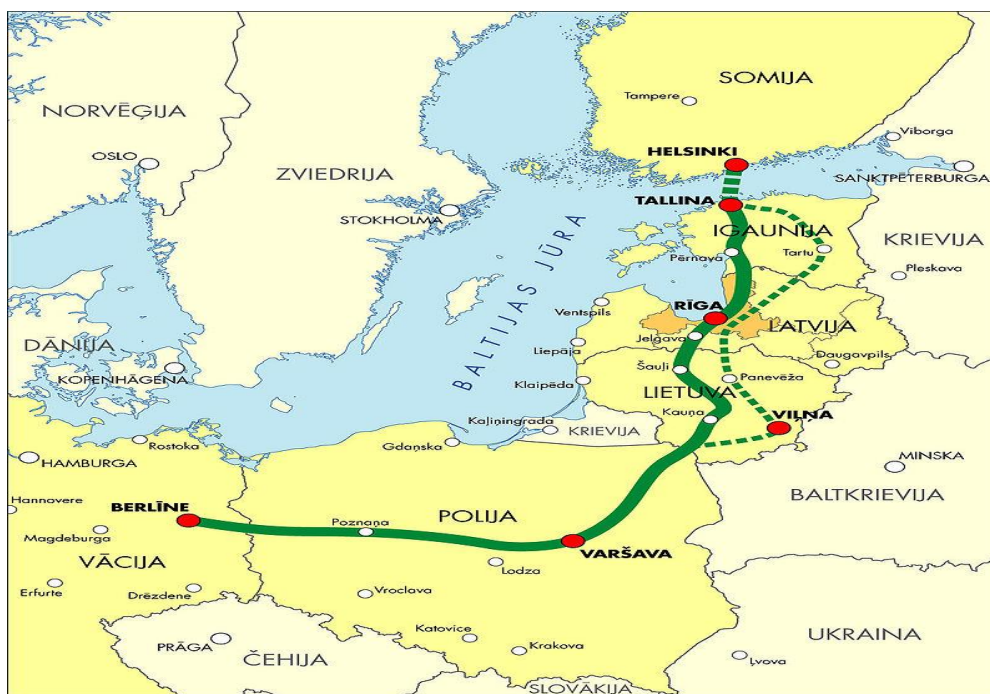 SOMIJA
Tampere
NORVĒĢIJA
Viborga
OSLO
HELSINKI
ZVIEDRIJA
SANKTPĒTERBURGA
TALLINA
STOKHOLMA
IGAUNIJA
KRIEVIJA
Pērnava
Tartu
Pleskava
BALTIJAS JŪRA
Ventspils
RĪGA
LATVIJA
DĀNIJA
Liepāja
Jelgava
Daugavpils
KOPENHĀGENA
Šauļi
Klaipēda
LIETUVA
Panevēža
Kauņa
VIĻŅA
Kaļiņingrada
KRIEVIJA
Rostoka
Gdaņska
HAMBURGA
MINSKA
Hannovere
BALTKRIEVIJA
BERLĪNE
Poznaņa
POLIJA
Magdeburga
VARŠAVA
VĀCIJA
Lodza
Erfurte
Drēzdene
Vroclava
Katovice
UKRAINA
PRĀGA
Krakova
ČEHIJA
Ļvova
SLOVĀKIJA